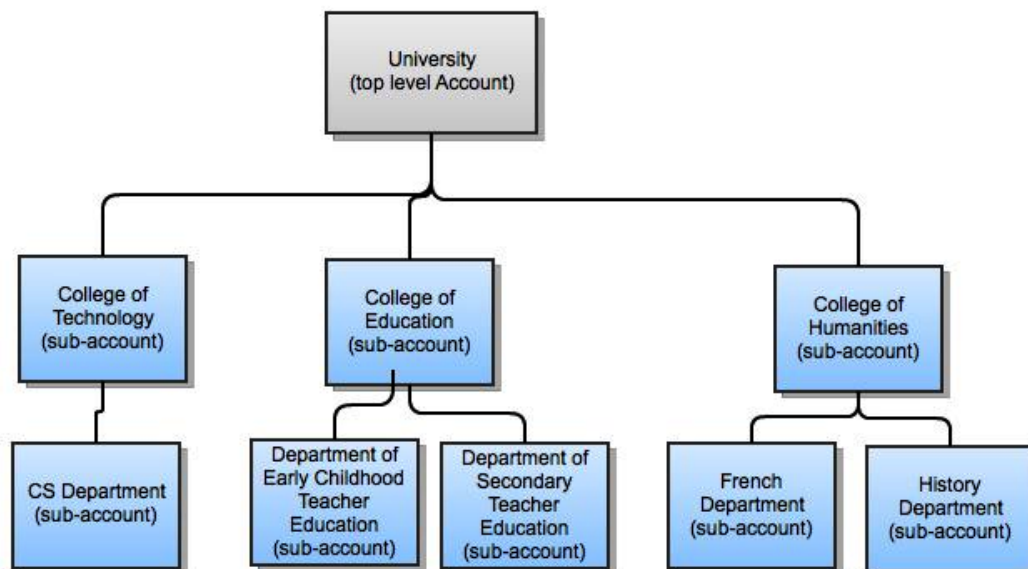 University
(top level Account)
College of
Technology
(sub-account)
College of
Education
(sub-account)
College of
Humanities
(sub-account)
CS Department
(sub-account)
Department of
Early Childhood
Teacher
Education
(sub-account)
Department of
Secondary
Teacher
Education
(sub-account)
French
Department
(sub-account)
History
Department
(sub-account)